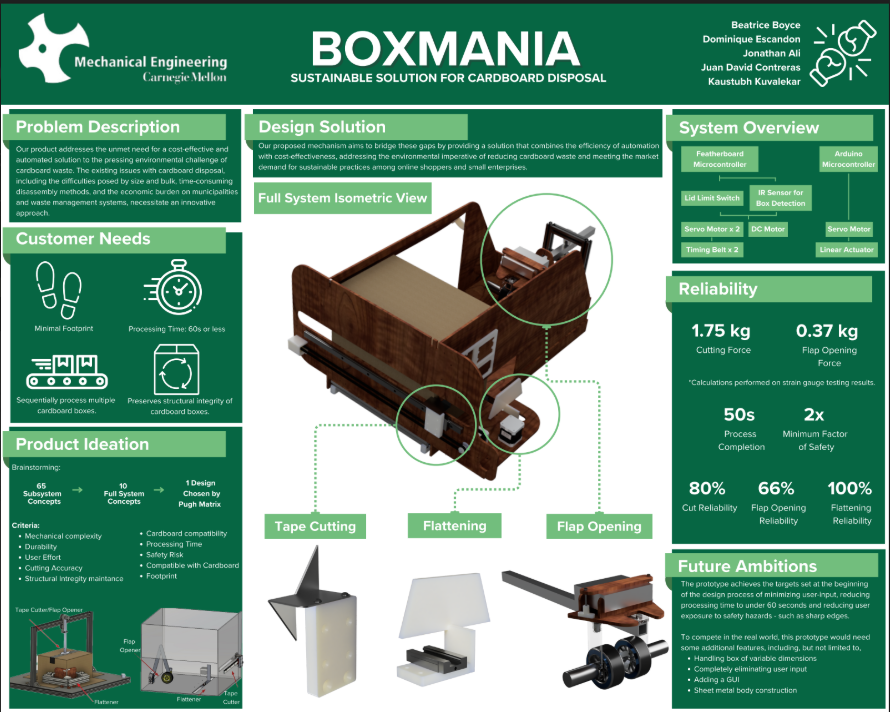 Mechanical Engineering
Carnegie Mellon
BOXMANIA
SUSTAINABLE SOLUTION FOR CARDBOARD DISPOSAL
Beatrice Boyce
Dominique Escandon
Jonathan Ali
Juan David Contreras
Kaustubh Kuvalekar
Problem Description
Our product addresses the unmet need for a cost-effective and
automated solution to the pressing environmental challenge of
cardboard waste. The existing issues with cardboard disposal,
including the difficulties posed by size and bulk, time-consuming
disassembly methods, and the economic burden on municipalities
and waste management systems, necessitate an innovative
approach.
Customer Needs
Minimal Footprint
Processing Time: 60s or less
Sequentially process multiple
cardboard boxes.
Preserves structural integrity of
cardboard boxes.
Product Ideation
Brainstorming:
65
Subsystem
Concepts
10
Full System
Concepts
1 Design
Chosen by
Pugh Matrix
Criteria:
• Mechanical complexity
• Durability
• User Effort
• Cutting Accuracy
• Structural Intregity maintance
• Cardboard compatibility
• Processing Time
• Safety Risk
• Compatible with Cardboard
• Footprint
Tape Cutter/Flap Opener
Flattener
Flap
Opener
Flattener
Tape
Cutter
Design Solution
Our proposed mechanism aims to bridge these gaps by providing a solution that combines the efficiency of automation
with cost-effectiveness, addressing the environmental imperative of reducing cardboard waste and meeting the market
demand for sustainable practices among online shoppers and small enterprises.
Full System Isometric View
Tape Cutting
Flattening
Flap Opening
System Overview
Featherboard
Microcontroller
Arduino
Microcontroller
Lid Limit Switch
IR Sensor for
Box Detection
Servo Motor x 2
DC Motor
Servo Motor
Timing Belt x 2
Linear Actuator
Reliability
1.75 kg
Cutting Force
0.37 kg
Flap Opening
Force
*Calculations performed on strain gauge testing results.
50s
Process
Completion
2x
Minimum Factor
of Safety
80%
Cut Reliability
66%
Flap Opening
Reliability
100%
Flattening
Reliability
Future Ambitions
The prototype achieves the targets set at the beginning
of the design process of minimizing user-input, reducing
processing time to under 60 seconds and reducing user
exposure to safety hazards - such as sharp edges.
To compete in the real world, this prototype would need
some additional features, including, but not limited to,
• Handling box of variable dimensions
• Completely eliminating user input
• Adding a GUI
• Sheet metal body construction